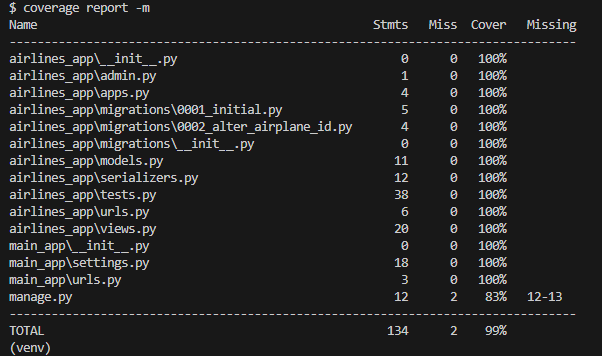 $ coverage report -m
Name                                              Stmts   Miss  Cover   Missing
-------------------------------------------------------------------------------
airlines_app\__init__.py                              0      0   100%
airlines_app\admin.py                                 1      0   100%
airlines_app\apps.py                                  4      0   100%
airlines_app\migrations\0001_initial.py               5      0   100%
airlines_app\migrations\0002_alter_airplane_id.py     4      0   100%
airlines_app\migrations\__init__.py                   0      0   100%
airlines_app\models.py                               11      0   100%
airlines_app\serializers.py                          12      0   100%
airlines_app\tests.py                                38      0   100%
airlines_app\urls.py                                  6      0   100%
airlines_app\views.py                                20      0   100%
main_app\__init__.py                                  0      0   100%
main_app\settings.py                                 18      0   100%
main_app\urls.py                                      3      0   100%
manage.py                                            12      2    83%   12-13
-------------------------------------------------------------------------------
TOTAL                                               134      2    99%
(venv)